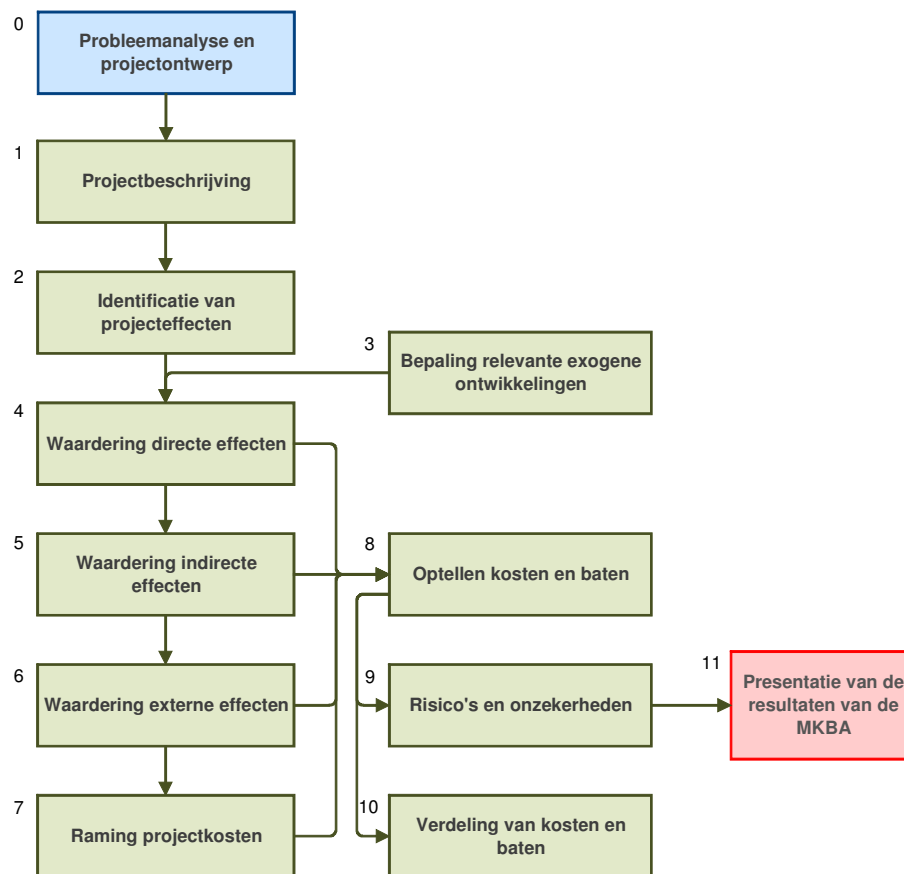 0
Probleemanalyse en
projectontwerp
1
Projectbeschrijving
2
Identificatie van
projecteffecten
3
Bepaling relevante exogene
ontwikkelingen
4
Waardering directe effecten
5
Waardering indirecte
effecten
8
Optellen kosten en baten
6
Waardering externe effecten
9
Risico's en onzekerheden
11
Presentatie van de
resultaten van de
MKBA
7
Raming projectkosten
10
Verdeling van kosten en
baten